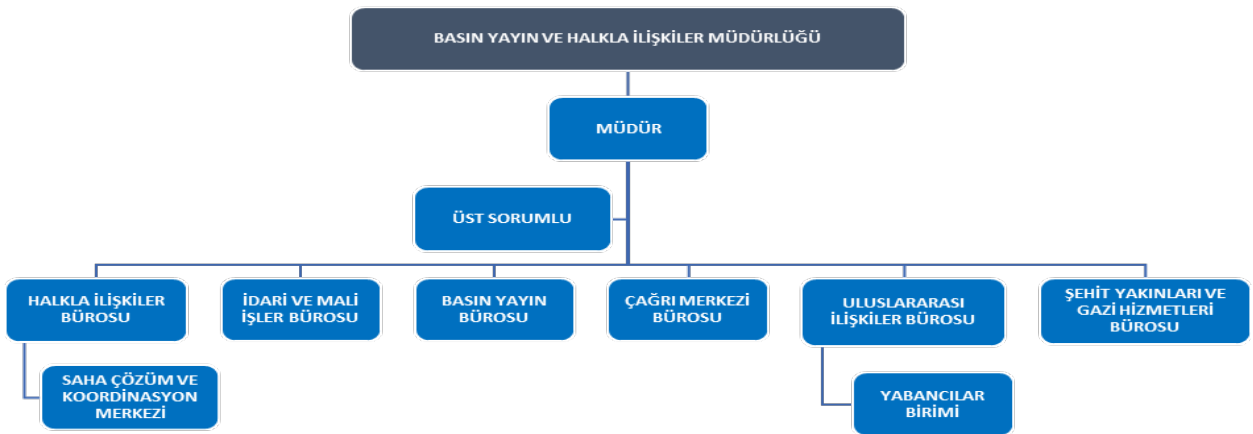 BASIN YAYIN VE HALKLA İLİŞKİLER MÜDÜRLÜĞÜ
MÜDÜR
ÜST SORUMLU
HALKLA İLİŞKİLER
BÜROSU
İDARİ VE MALİ
İŞLER BÜROSU
BASIN YAYIN
BÜROSU
ÇAĞRI MERKEZİ
BÜROSU
ULUSLARARASI
İLİŞKİLER BÜROSU
ŞEHİT YAKINLARI VE
GAZİ HİZMETLERİ
BÜROSU
SAHA ÇÖZÜM VE
KOORDİNASYON
MERKEZİ
YABANCILAR
BİRİMİ